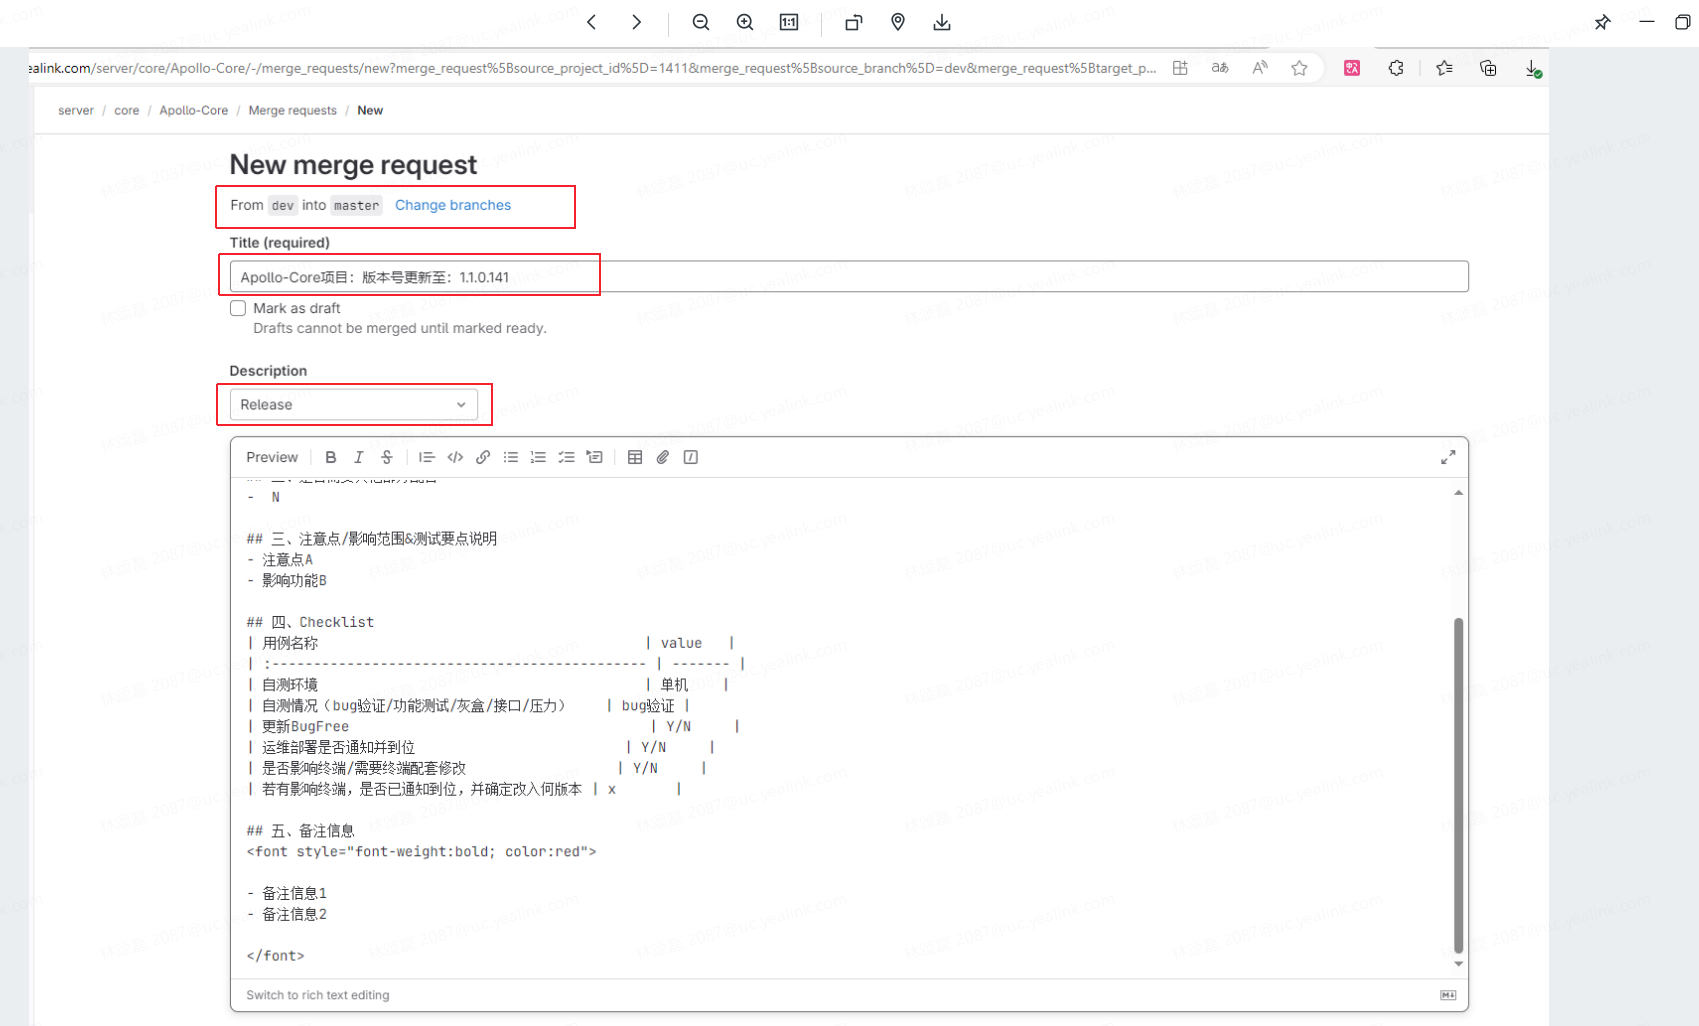 ealink.com/server/core/Apollo-Core/-/merge_requests/new?merge_request%5Bsource_project_id%5D=1411&merge_request%5Bsource_branch%5D=dev&merge_request%5Btarget_p...
server / core / Apollo-Core / Merge requests / New
New merge request
From dev into master Change branches
Title (required)
Apollo-Core项目：版本号更新至：1.1.0.141
Mark as draft
Drafts cannot be merged until marked ready.
Description
Release
Preview
- N
## 三、注意点/影响范围&测试要点说明
- 注意点A
- 影响功能B
## 四、Checklist
| 用例名称 | value |
| :--------------------------------------------- | ------- |
| 自测环境 | 单机 |
| 自测情况（bug验证/功能测试/灰盒/接口/压力） | bug验证 |
| 更新BugFree | Y/N |
| 运维部署是否通知并到位 | Y/N |
| 是否影响终端/需要终端配套修改 | Y/N |
| 若有影响终端，是否已通知到位，并确定改入何版本 | x |
## 五、备注信息
<font style="font-weight:bold; color:red">
- 备注信息1
- 备注信息2
</font>
Switch to rich text editing